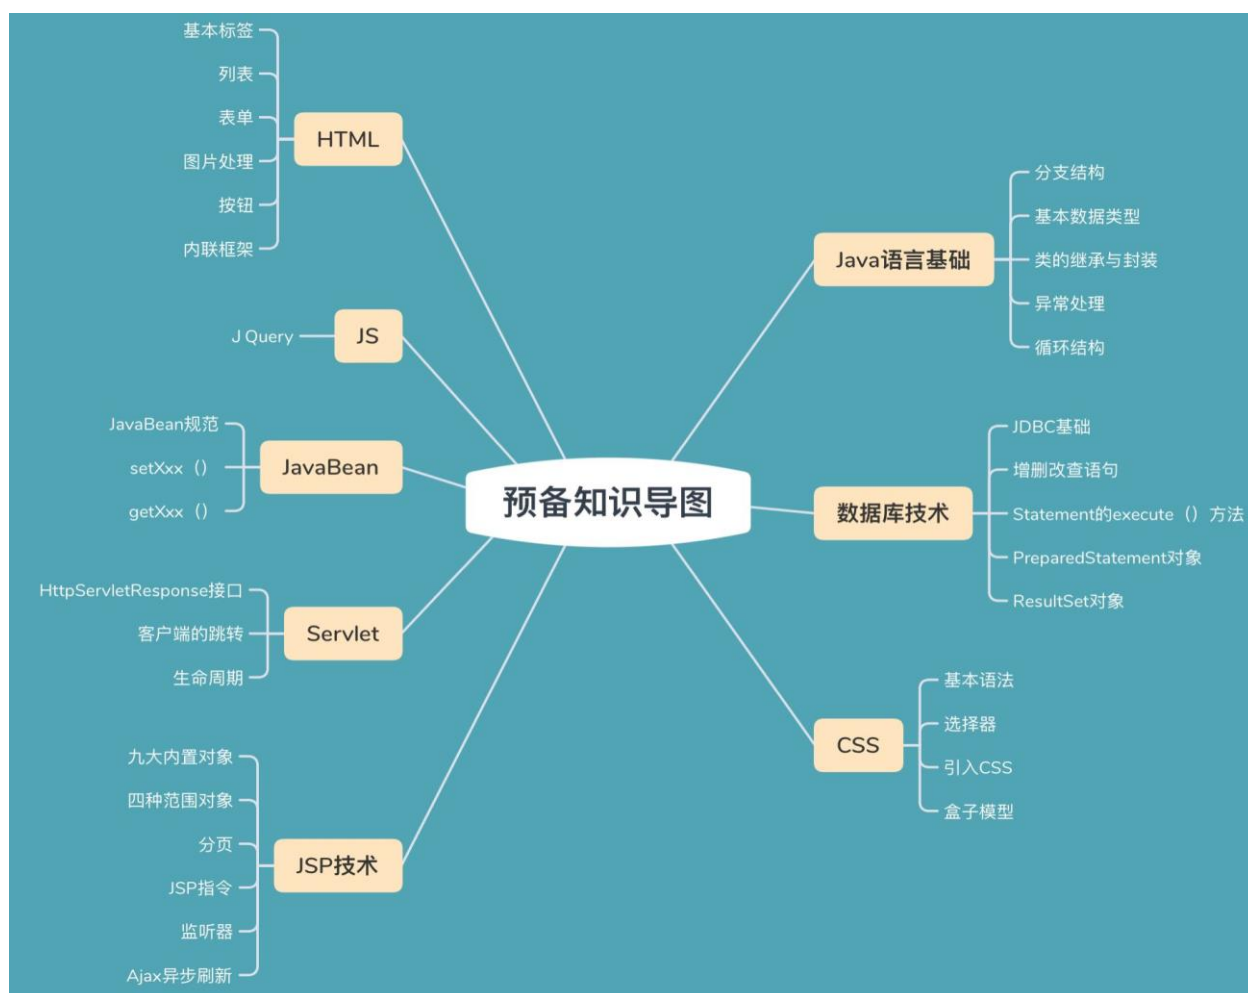 预备知识导图
HTML
基本标签
列表
表单
图片处理
按钮
内联框架
JS
J Query
JavaBean
JavaBean规范
setXxx（）
getXxx（）
Servlet
HttpServletResponse接口
客户端的跳转
生命周期
JSP技术
九大内置对象
四种范围对象
分页
JSP指令
监听器
Ajax异步刷新
Java语言基础
分支结构
基本数据类型
类的继承与封装
异常处理
循环结构
数据库技术
JDBC基础
增删改查语句
Statement的execute（）方法
PreparedStatement对象
ResultSet对象
CSS
基本语法
选择器
引入CSS
盒子模型